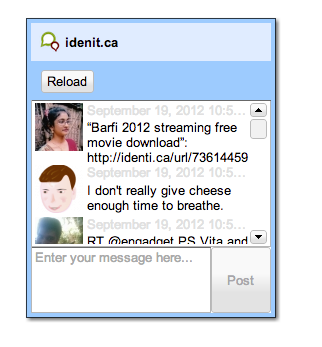 idenit.ca
Reload
September 19, 2012 10:5...
“Barfi 2012 streaming free
movie download”:
http://identi.ca/url/73614459
September 19, 2012 10:5...
I don't really give cheese
enough time to breathe.
September 19, 2012 10:5...
RT @engadget PS Vita and
Enter your message here...
Post